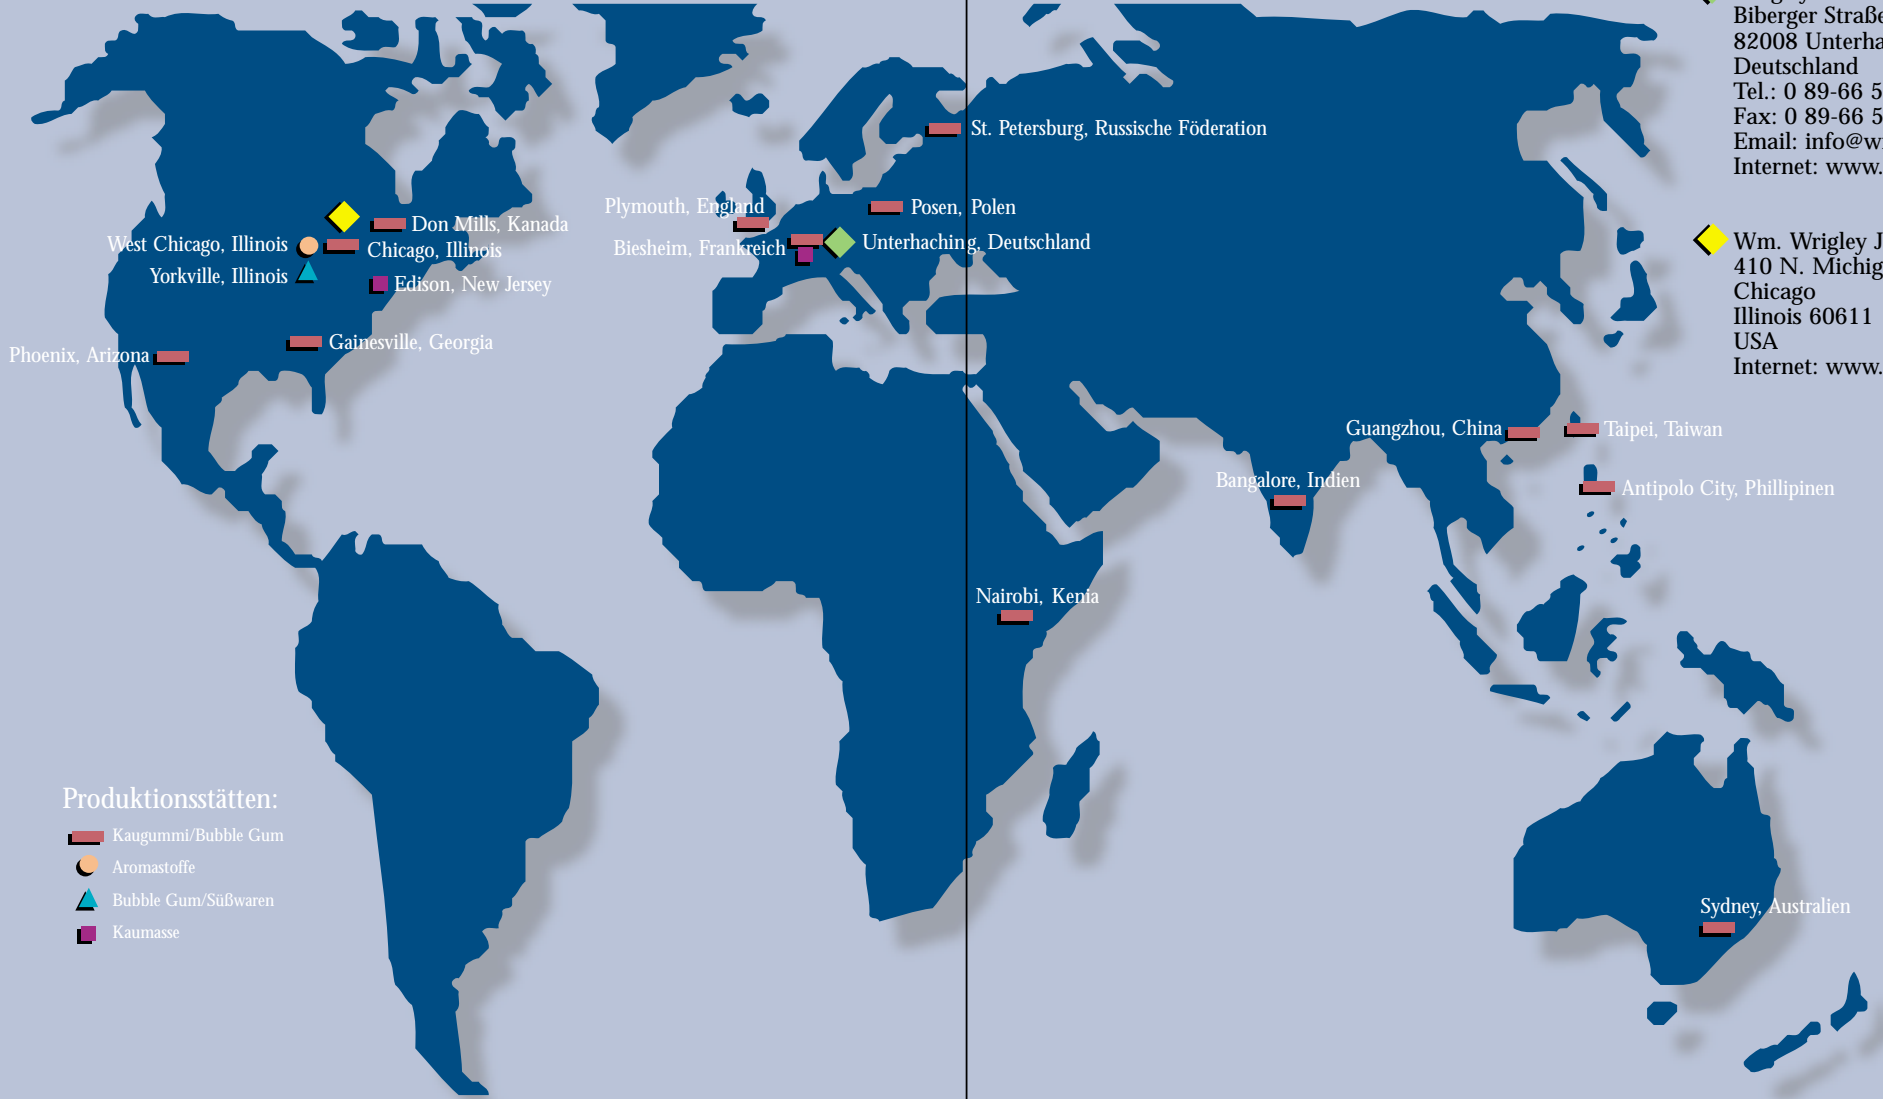 Biberger Straße
82008
Deutschland
Tel.: 0 89-66 5
Fax: 0 89-66 5
Email:
Internet: www.
St. Petersburg, Russische Föderation
Plymouth, England
Posen, Polen
Don Mills, Kanada
West Chicago, Illinois
Chicago, Illinois
Biesheim, Frankreich
Unterhaching, Deutschland
Yorkville, Illinois
Edison, New Jersey
Wm. Wrigley J
410 N.
Chicago
Illinois 60611
USA
Internet: www.
Gainesville, Georgia
Phoenix, Arizona
Guangzhou, China
Taipei, Taiwan
Bangalore, Indien
Antipolo City, Phillipinen
Nairobi, Kenia
Produktionsstätten:
Kaugummi/Bubble Gum
Aromastoffe
Bubble Gum/Süßwaren
Kaumasse
Sydney, Australien